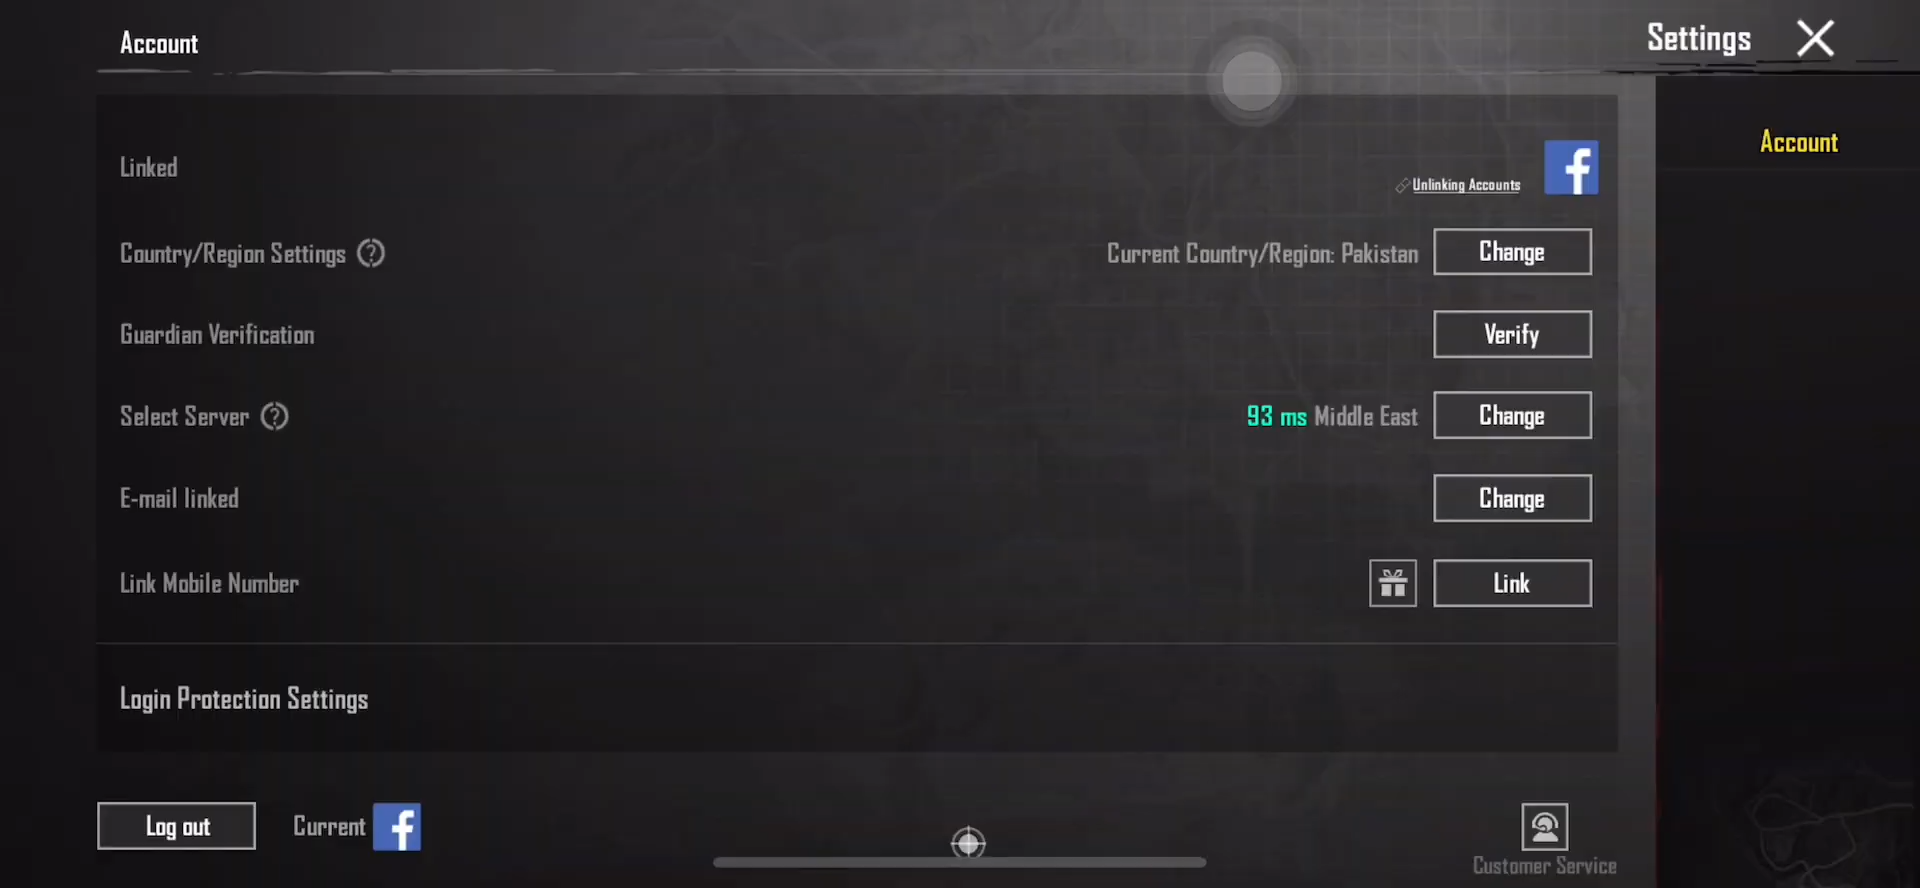 Account
Settings
Account
Linked
Unlinking Accounts
Country/Region Settings ?
Current Country/Region: Pakistan
Change
Guardian Verification
Verify
Select Server ?
93 ms Middle East
Change
E-mail linked
Change
Link Mobile Number
Link
Login Protection Settings
Log out
Current
Customer Service